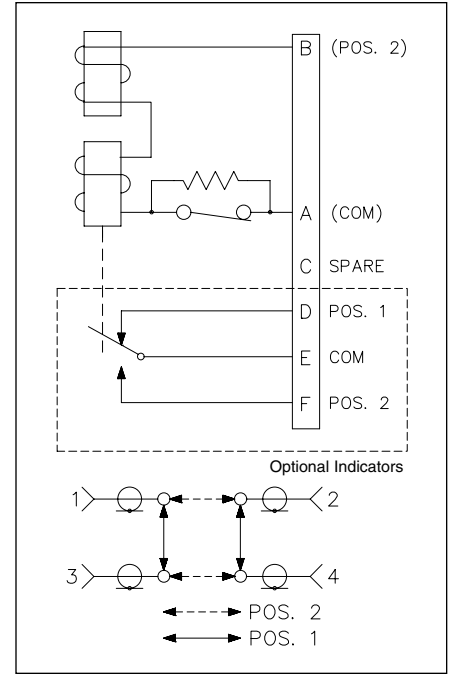 B (POS. 2)
A (COM)
C SPARE
D POS. 1
E COM
F POS. 2
Optional Indicators
1 2
3 4
POS. 2
POS. 1